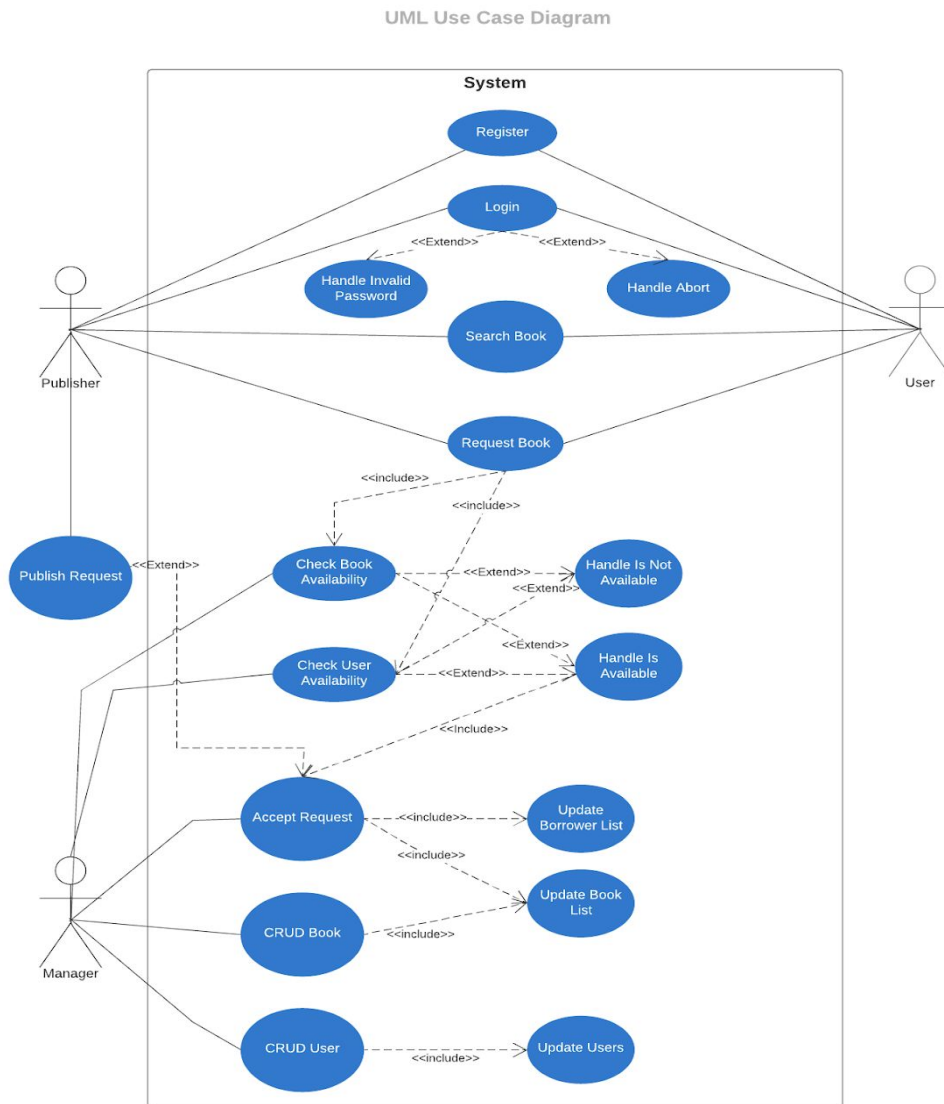 UML Use Case Diagram
System
Register
Login
<<Extend>>
<<Extend>>
Handle Invalid
Password
Handle Abort
Search Book
Publisher
User
Request Book
<<include>>
<<include>>
Publish Request
<<Extend>>
Check Book
Availability
<<Extend>>
Handle Is Not
Available
<<Extend>>
<<Extend>>
Check User
Availability
<<Extend>>
Handle Is
Available
<<Include>>
Accept Request
<<include>>
Update
Borrower List
<<include>>
Update Book
List
CRUD Book
<<include>>
Manager
CRUD User
<<include>>
Update Users